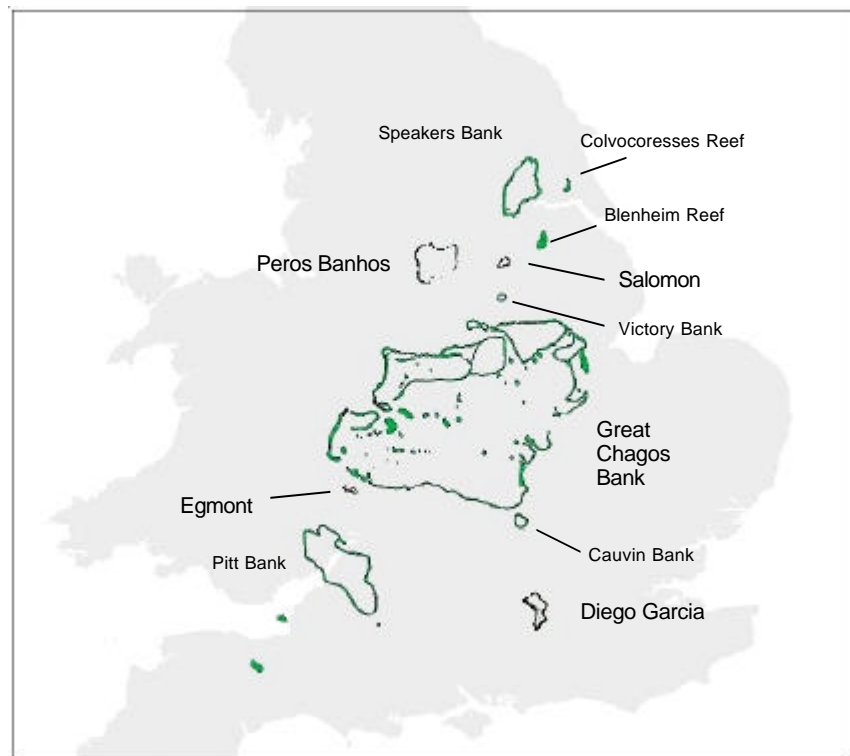 Speakers Bank
Colvocoresses Reef
Blenheim Reef
Peros Banhos
Salomon
Victory Bank
Great
Chagos
Bank
Egmont
Cauvin Bank
Pitt Bank
Diego Garcia